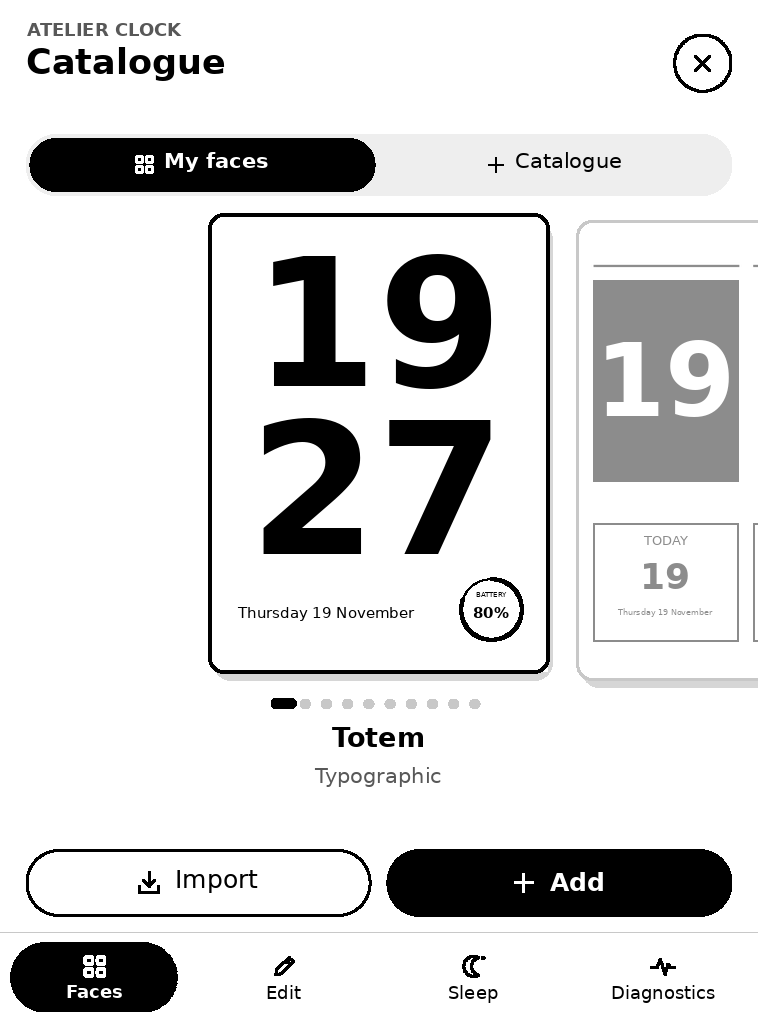 ATELIER CLOCK
Catalogue
My faces
Catalogue
19
27
Thursday 19 November
BATTERY
80%
19
TODAY
19
Thursday 19 November
Totem
Typographic
Import
Add
Faces
Edit
Sleep
Diagnostics